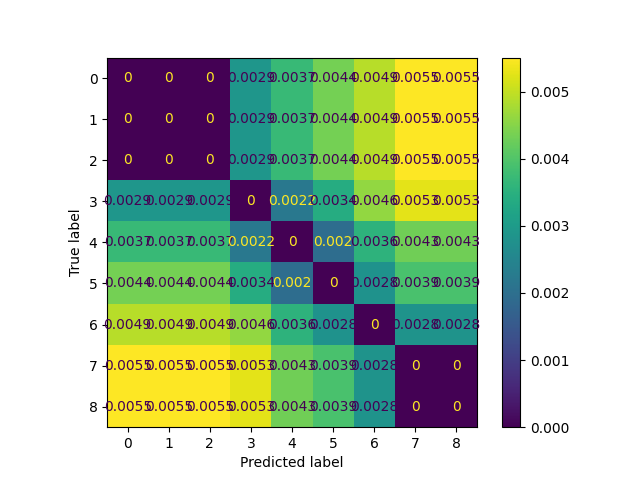 0 0 0 0 0.0029 0.0037 0.0044 0.0049 0.0055 0.0055
1 0 0 0 0.0029 0.0037 0.0044 0.0049 0.0055 0.0055
2 0 0 0 0.0029 0.0037 0.0044 0.0049 0.0055 0.0055
3 0.0029 0.0029 0.0029 0 0.0022 0.0034 0.0046 0.0053 0.0053
4 0.0037 0.0037 0.0037 0.0022 0 0.002 0.0036 0.0043 0.0043
5 0.0044 0.0044 0.0044 0.0034 0.002 0 0.0028 0.0039 0.0039
6 0.0049 0.0049 0.0049 0.0046 0.0036 0.0028 0 0.0028 0.0028
7 0.0055 0.0055 0.0055 0.0053 0.0043 0.0039 0.0028 0 0
8 0.0055 0.0055 0.0055 0.0053 0.0043 0.0039 0.0028 0 0
0 1 2 3 4 5 6 7 8
Predicted label
True label
0.005
0.004
0.003
0.002
0.001
0.000